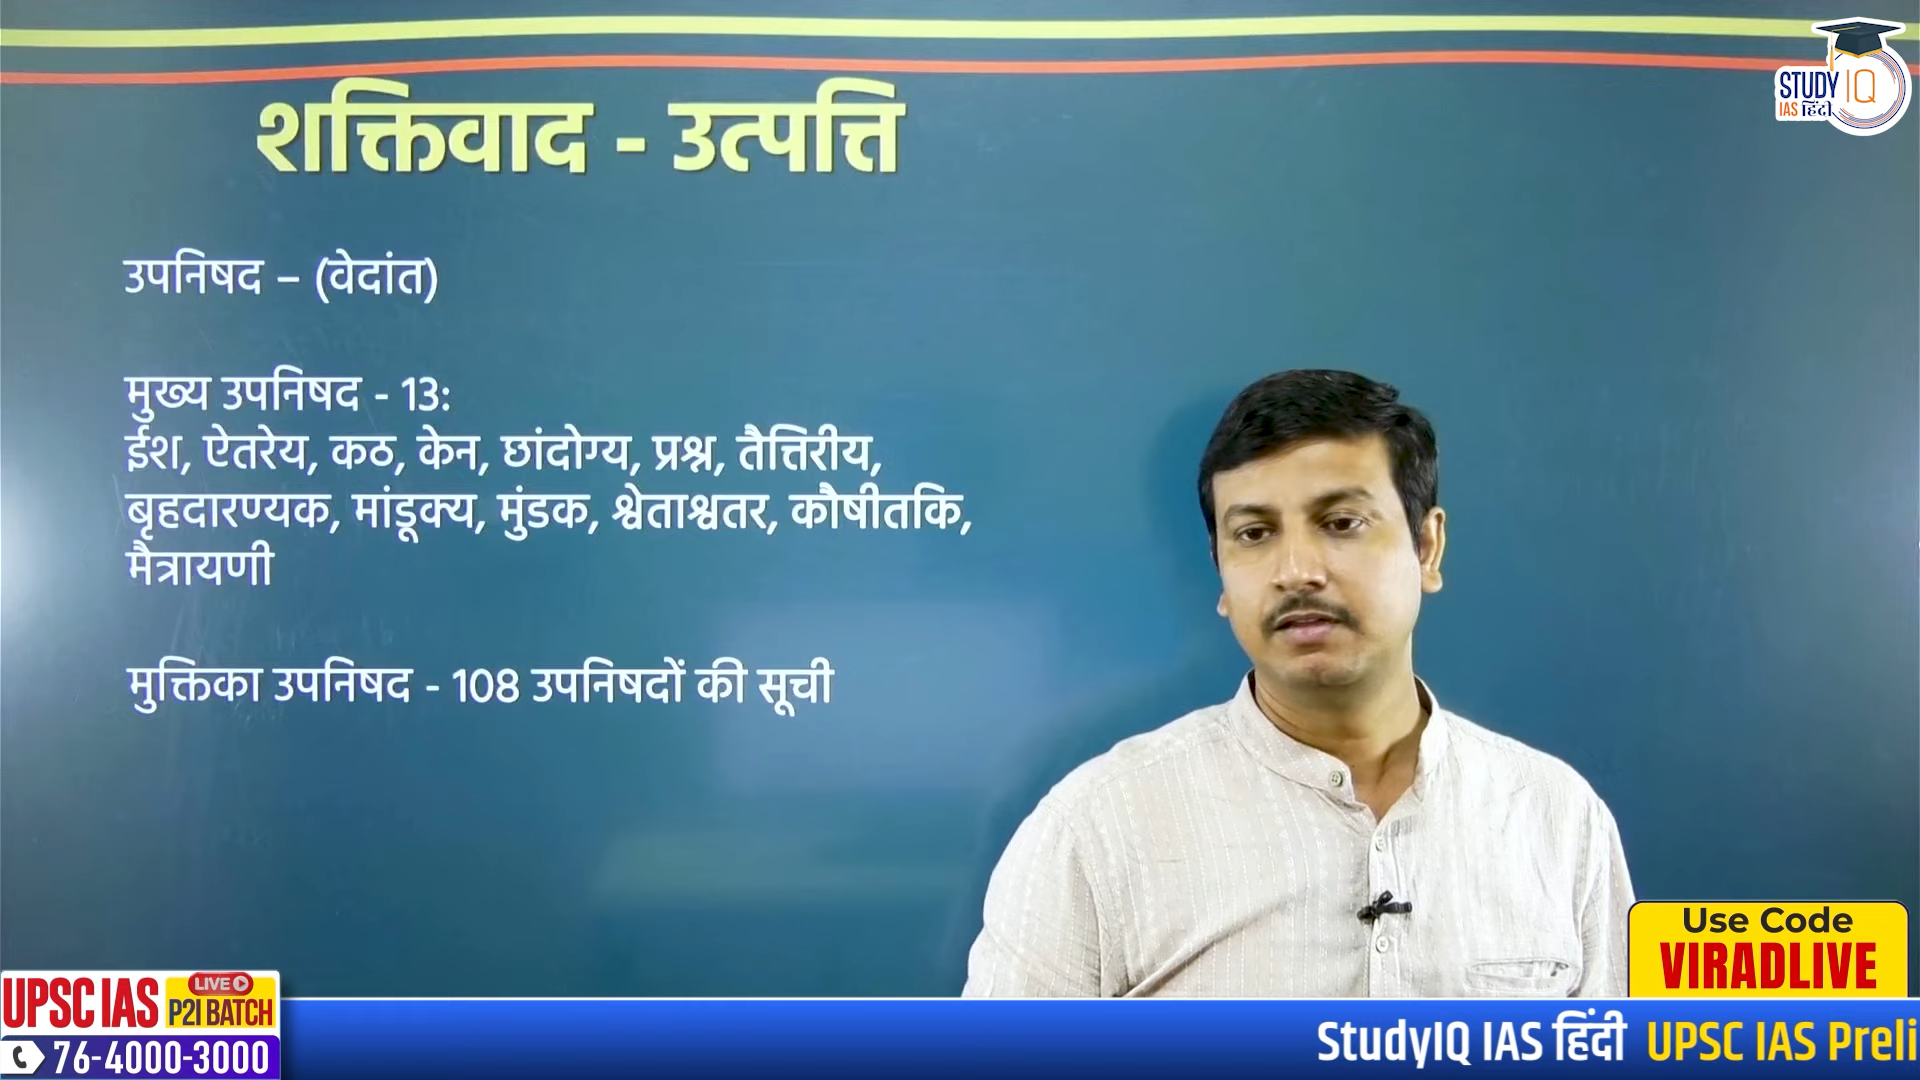 शक्तिवाद - उत्पत्ति
STUDY IQ
IAS हिंदी
उपनिषद – (वेदांत)
मुख्य उपनिषद - 13:
ईश, ऐतरेय, कठ, केन, छांदोग्य, प्रश्न, तैत्तिरीय,
बृहदारण्यक, मांडूक्य, मुंडक, श्वेताश्वतर, कौषीतकि,
मैत्रायणी
मुक्तिका उपनिषद - 108 उपनिषदों की सूची
Use Code
VIRADLIVE
UPSC IAS LIVE P2I BATCH
76-4000-3000
StudyIQ IAS हिंदी UPSC IAS Preli